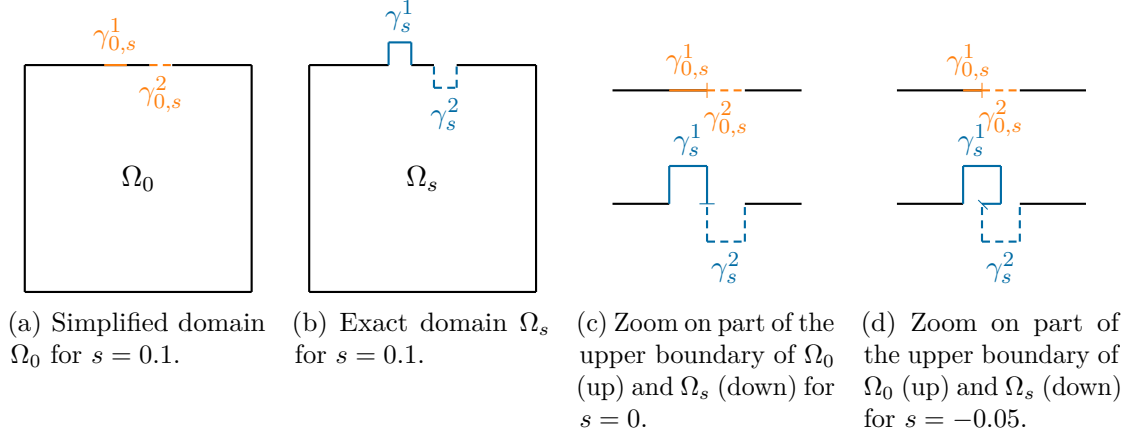 γ¹₀,ₛ
γ²₀,ₛ
Ω₀
γ¹ₛ
γ²ₛ
Ωₛ
γ¹₀,ₛ
γ²₀,ₛ
γ¹ₛ
γ²ₛ
γ¹₀,ₛ
γ²₀,ₛ
γ¹ₛ
γ²ₛ
(a) Simplified domain
Ω₀ for s = 0.1.
(b) Exact domain Ωₛ
for s = 0.1.
(c) Zoom on part of the
upper boundary of Ω₀
(up) and Ωₛ (down) for
s = 0.
(d) Zoom on part of
the upper boundary of
Ω₀ (up) and Ωₛ (down)
for s = −0.05.